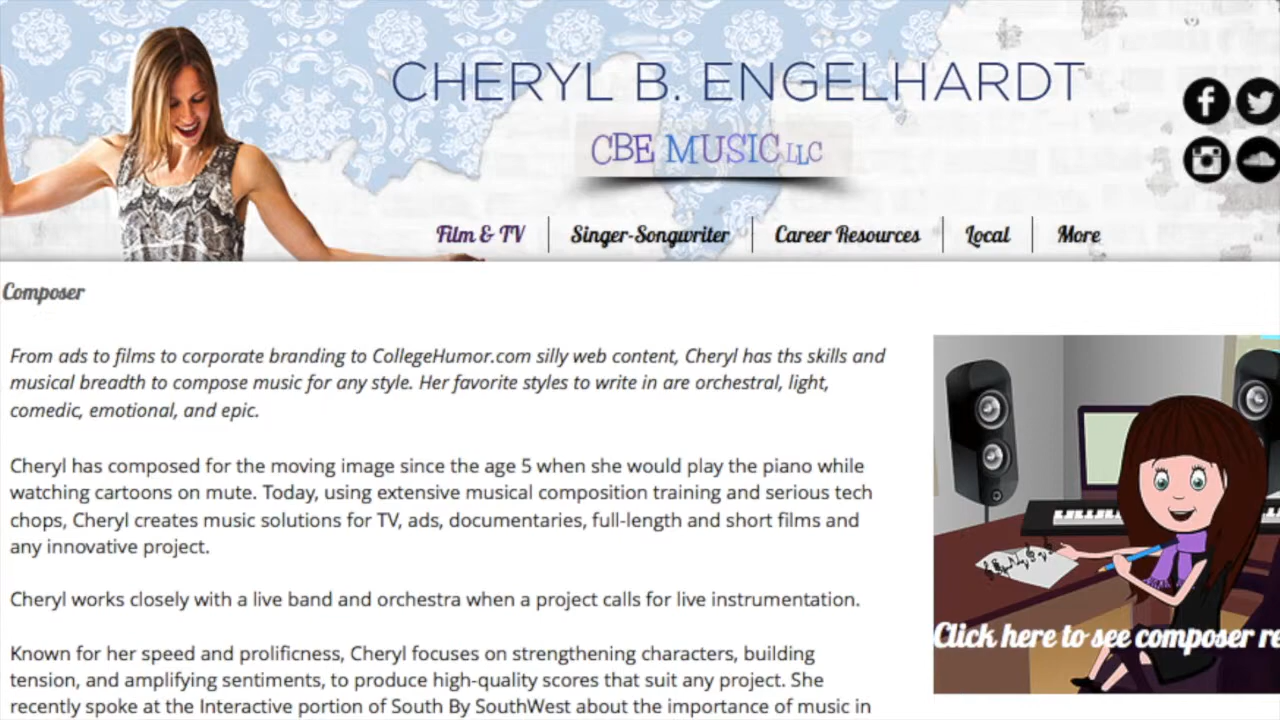 CHERYL B. ENGELHARDT
CBE MUSIC LLC
Film & TV
Singer-Songwriter
Career Resources
Local
More
Composer
From ads to films to corporate branding to CollegeHumor.com silly web content, Cheryl has ths skills and
musical breadth to compose music for any style. Her favorite styles to write in are orchestral, light,
comedic, emotional, and epic.
Cheryl has composed for the moving image since the age 5 when she would play the piano while
watching cartoons on mute. Today, using extensive musical composition training and serious tech
chops, Cheryl creates music solutions for TV, ads, documentaries, full-length and short films and
any innovative project.
Cheryl works closely with a live band and orchestra when a project calls for live instrumentation.
Known for her speed and prolificness, Cheryl focuses on strengthening characters, building
tension, and amplifying sentiments, to produce high-quality scores that suit any project. She
recently spoke at the Interactive portion of South By SouthWest about the importance of music in
Click here to see composer re